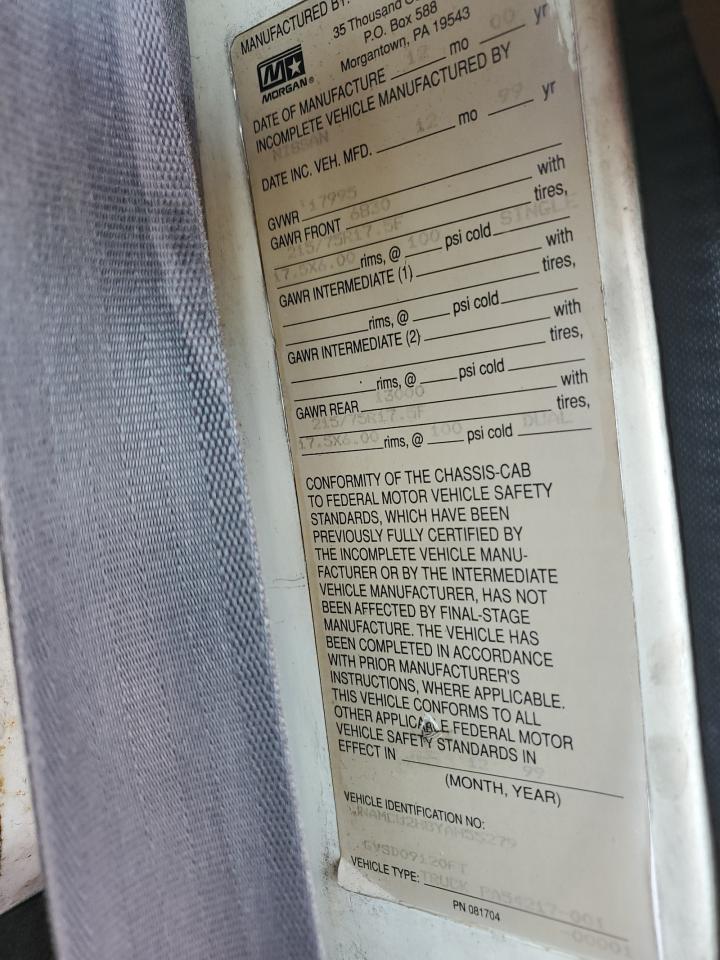 MANUFACTURED BY:
35 Thousand
P.O. Box 588
Morgantown, PA 19543
MORGAN®
DATE OF MANUFACTURE 12 mo 00 yr
INCOMPLETE VEHICLE MANUFACTURED BY
NISSAN
DATE INC. VEH. MFD. 12 mo 99 yr
GVWR 17995
GAWR FRONT 6830 with
215/75R17.5F tires,
17.5X6.00 rims, @ 100 psi cold SINGLE
GAWR INTERMEDIATE (1) with
tires,
rims, @ psi cold
GAWR INTERMEDIATE (2) with
tires,
rims, @ psi cold
GAWR REAR 13000 with
215/75R17.5F tires,
17.5X6.00 rims, @ 100 psi cold DUAL
CONFORMITY OF THE CHASSIS-CAB
TO FEDERAL MOTOR VEHICLE SAFETY
STANDARDS, WHICH HAVE BEEN
PREVIOUSLY FULLY CERTIFIED BY
THE INCOMPLETE VEHICLE MANU-
FACTURER OR BY THE INTERMEDIATE
VEHICLE MANUFACTURER, HAS NOT
BEEN AFFECTED BY FINAL-STAGE
MANUFACTURE. THE VEHICLE HAS
BEEN COMPLETED IN ACCORDANCE
WITH PRIOR MANUFACTURER'S
INSTRUCTIONS, WHERE APPLICABLE.
THIS VEHICLE CONFORMS TO ALL
OTHER APPLICABLE FEDERAL MOTOR
VEHICLE SAFETY STANDARDS IN
EFFECT IN 12 99
(MONTH, YEAR)
VEHICLE IDENTIFICATION NO:
GVSD09120FT
VEHICLE TYPE: TRUCK PA54217-001
-00001
PN 081704